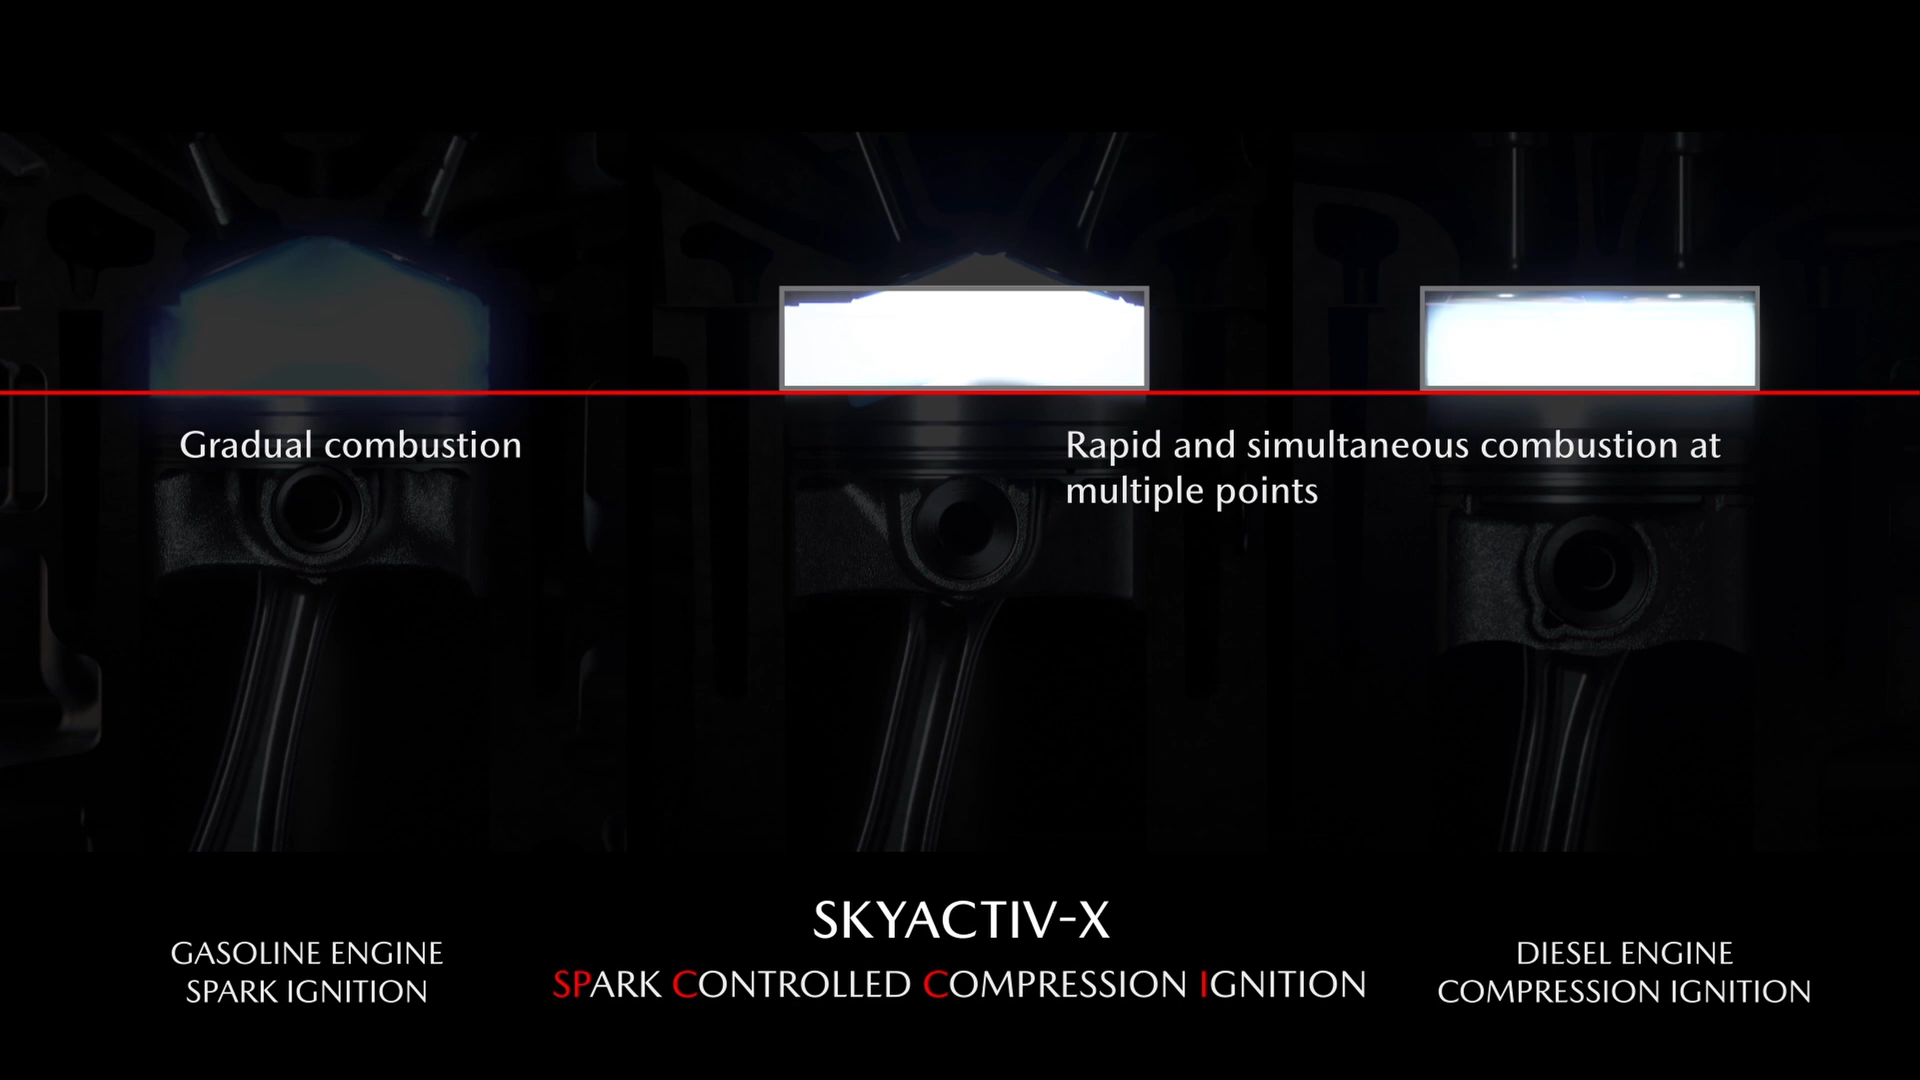 Gradual combustion
Rapid and simultaneous combustion at
multiple points
SKYACTIV-X
GASOLINE ENGINE
SPARK IGNITION
SPARK CONTROLLED COMPRESSION IGNITION
DIESEL ENGINE
COMPRESSION IGNITION